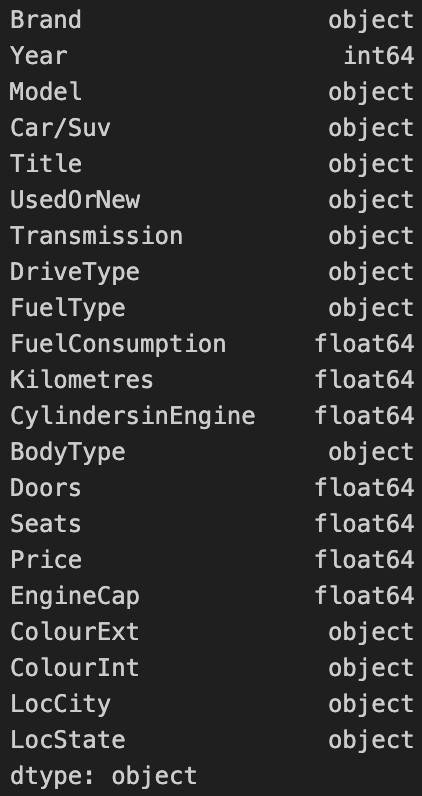 Brand object
Year int64
Model object
Car/Suv object
Title object
UsedOrNew object
Transmission object
DriveType object
FuelType object
FuelConsumption float64
Kilometres float64
CylindersinEngine float64
BodyType object
Doors float64
Seats float64
Price float64
EngineCap float64
ColourExt object
ColourInt object
LocCity object
LocState object
dtype: object